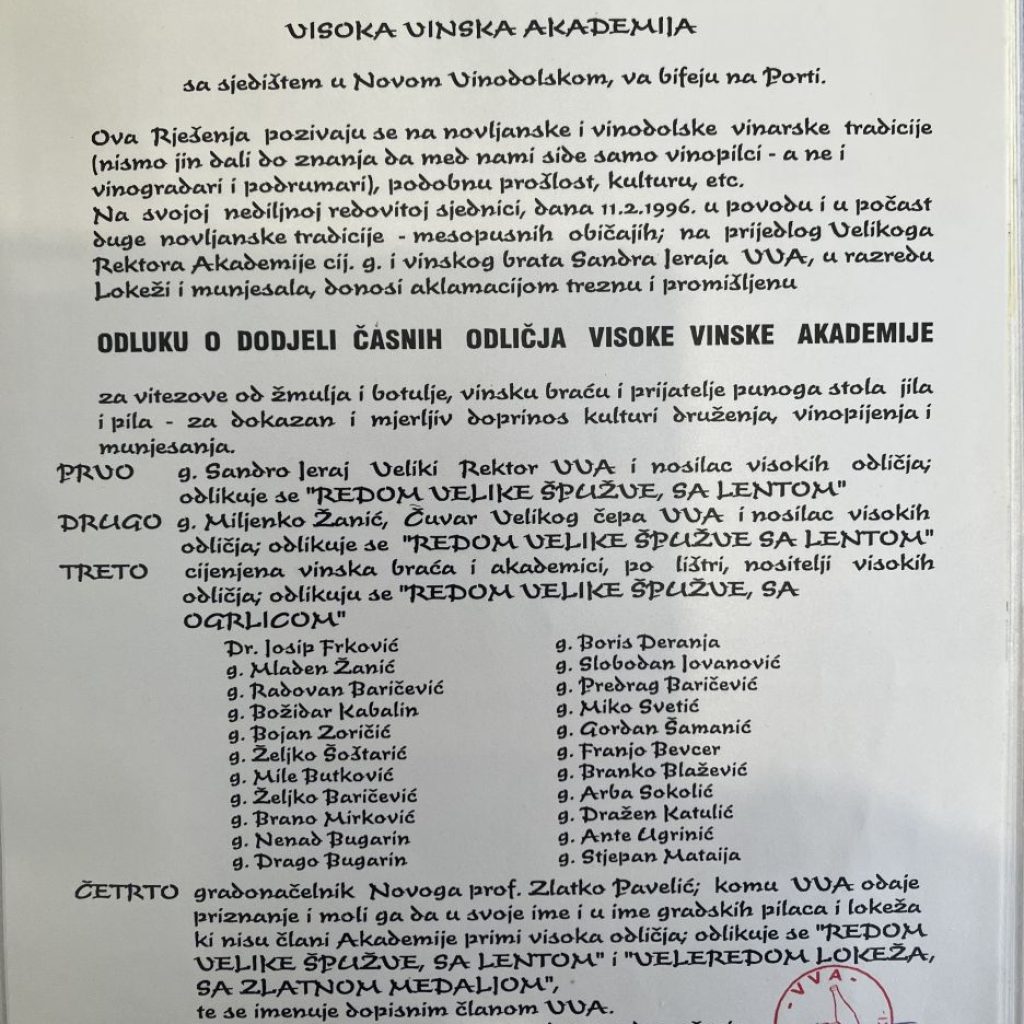 VISOKA VINSKA AKADEMIJA
sa sjedištem u Novom Vinodolskom, va bifeju na Porti.
Ova Rješenja pozivaju se na novljanske i vinodolske vinarske tradicije
(nismo jin dali do znanja da med nami side samo vinopilci - a ne i
vinogradari i podrumari), podobnu prošlost, kulturu, etc.
Na svojoj nediljnoj redovitoj sjednici, dana 11.2.1996. u povodu i u počast
duge novljanske tradicije - mesopusnih običajih; na prijedlog Velikoga
Rektora Akademije cij. g. i vinskog brata Sandra Jeraja VVA, u razredu
Lokeži i munjesala, donosi aklamacijom treznu i promišljenu
ODLUKU O DODJELI ČASNIH ODLIČJA VISOKE VINSKE AKADEMIJE
za vitezove od žmulja i botulje, vinsku braću i prijatelje punoga stola jila
i pila - za dokazan i mjerljiv doprinos kulturi druženja, vinopijenja i
munjesanja.
PRVO g. Sandro Jeraj Veliki Rektor VVA i nosilac visokih odličja;
odlikuje se "REDOM VELIKE ŠPUŽVE, SA LENTOM"
DRUGO g. Miljenko Žanić, Čuvar Velikog čepa VVA i nosilac visokih
odličja; odlikuje se "REDOM VELIKE ŠPUŽVE SA LENTOM"
TRETO cijenjena vinska braća i akademici, po lištri, nositelji visokih
odličja; odlikuju se "REDOM VELIKE ŠPUŽVE, SA
OGRLICOM"
Dr. Josip Frković g. Boris Deranja
g. Mladen Žanić g. Slobodan Jovanović
g. Radovan Baričević g. Predrag Baričević
g. Božidar Kabalin g. Miko Svetić
g. Bojan Zoričić g. Gordan Šamanić
g. Željko Šoštarić g. Franjo Bevcer
g. Mile Butković g. Branko Blažević
g. Željko Baričević g. Arba Sokolić
g. Brano Mirković g. Dražen Katulić
g. Nenad Bugarin g. Ante Ugrinić
g. Drago Bugarin g. Stjepan Mataija
ČETRTO gradonačelnik Novoga prof. Zlatko Pavelić; komu VVA odaje
priznanje i moli ga da u svoje ime i u ime gradskih pilaca i lokeža
ki nisu člani Akademije primi visoka odličja; odlikuje se "REDOM
VELIKE ŠPUŽVE, SA LENTOM" i "VELEREDOM LOKEŽA,
SA ZLATNOM MEDALJOM",
te se imenuje dopisnim članom VVA.
VVA